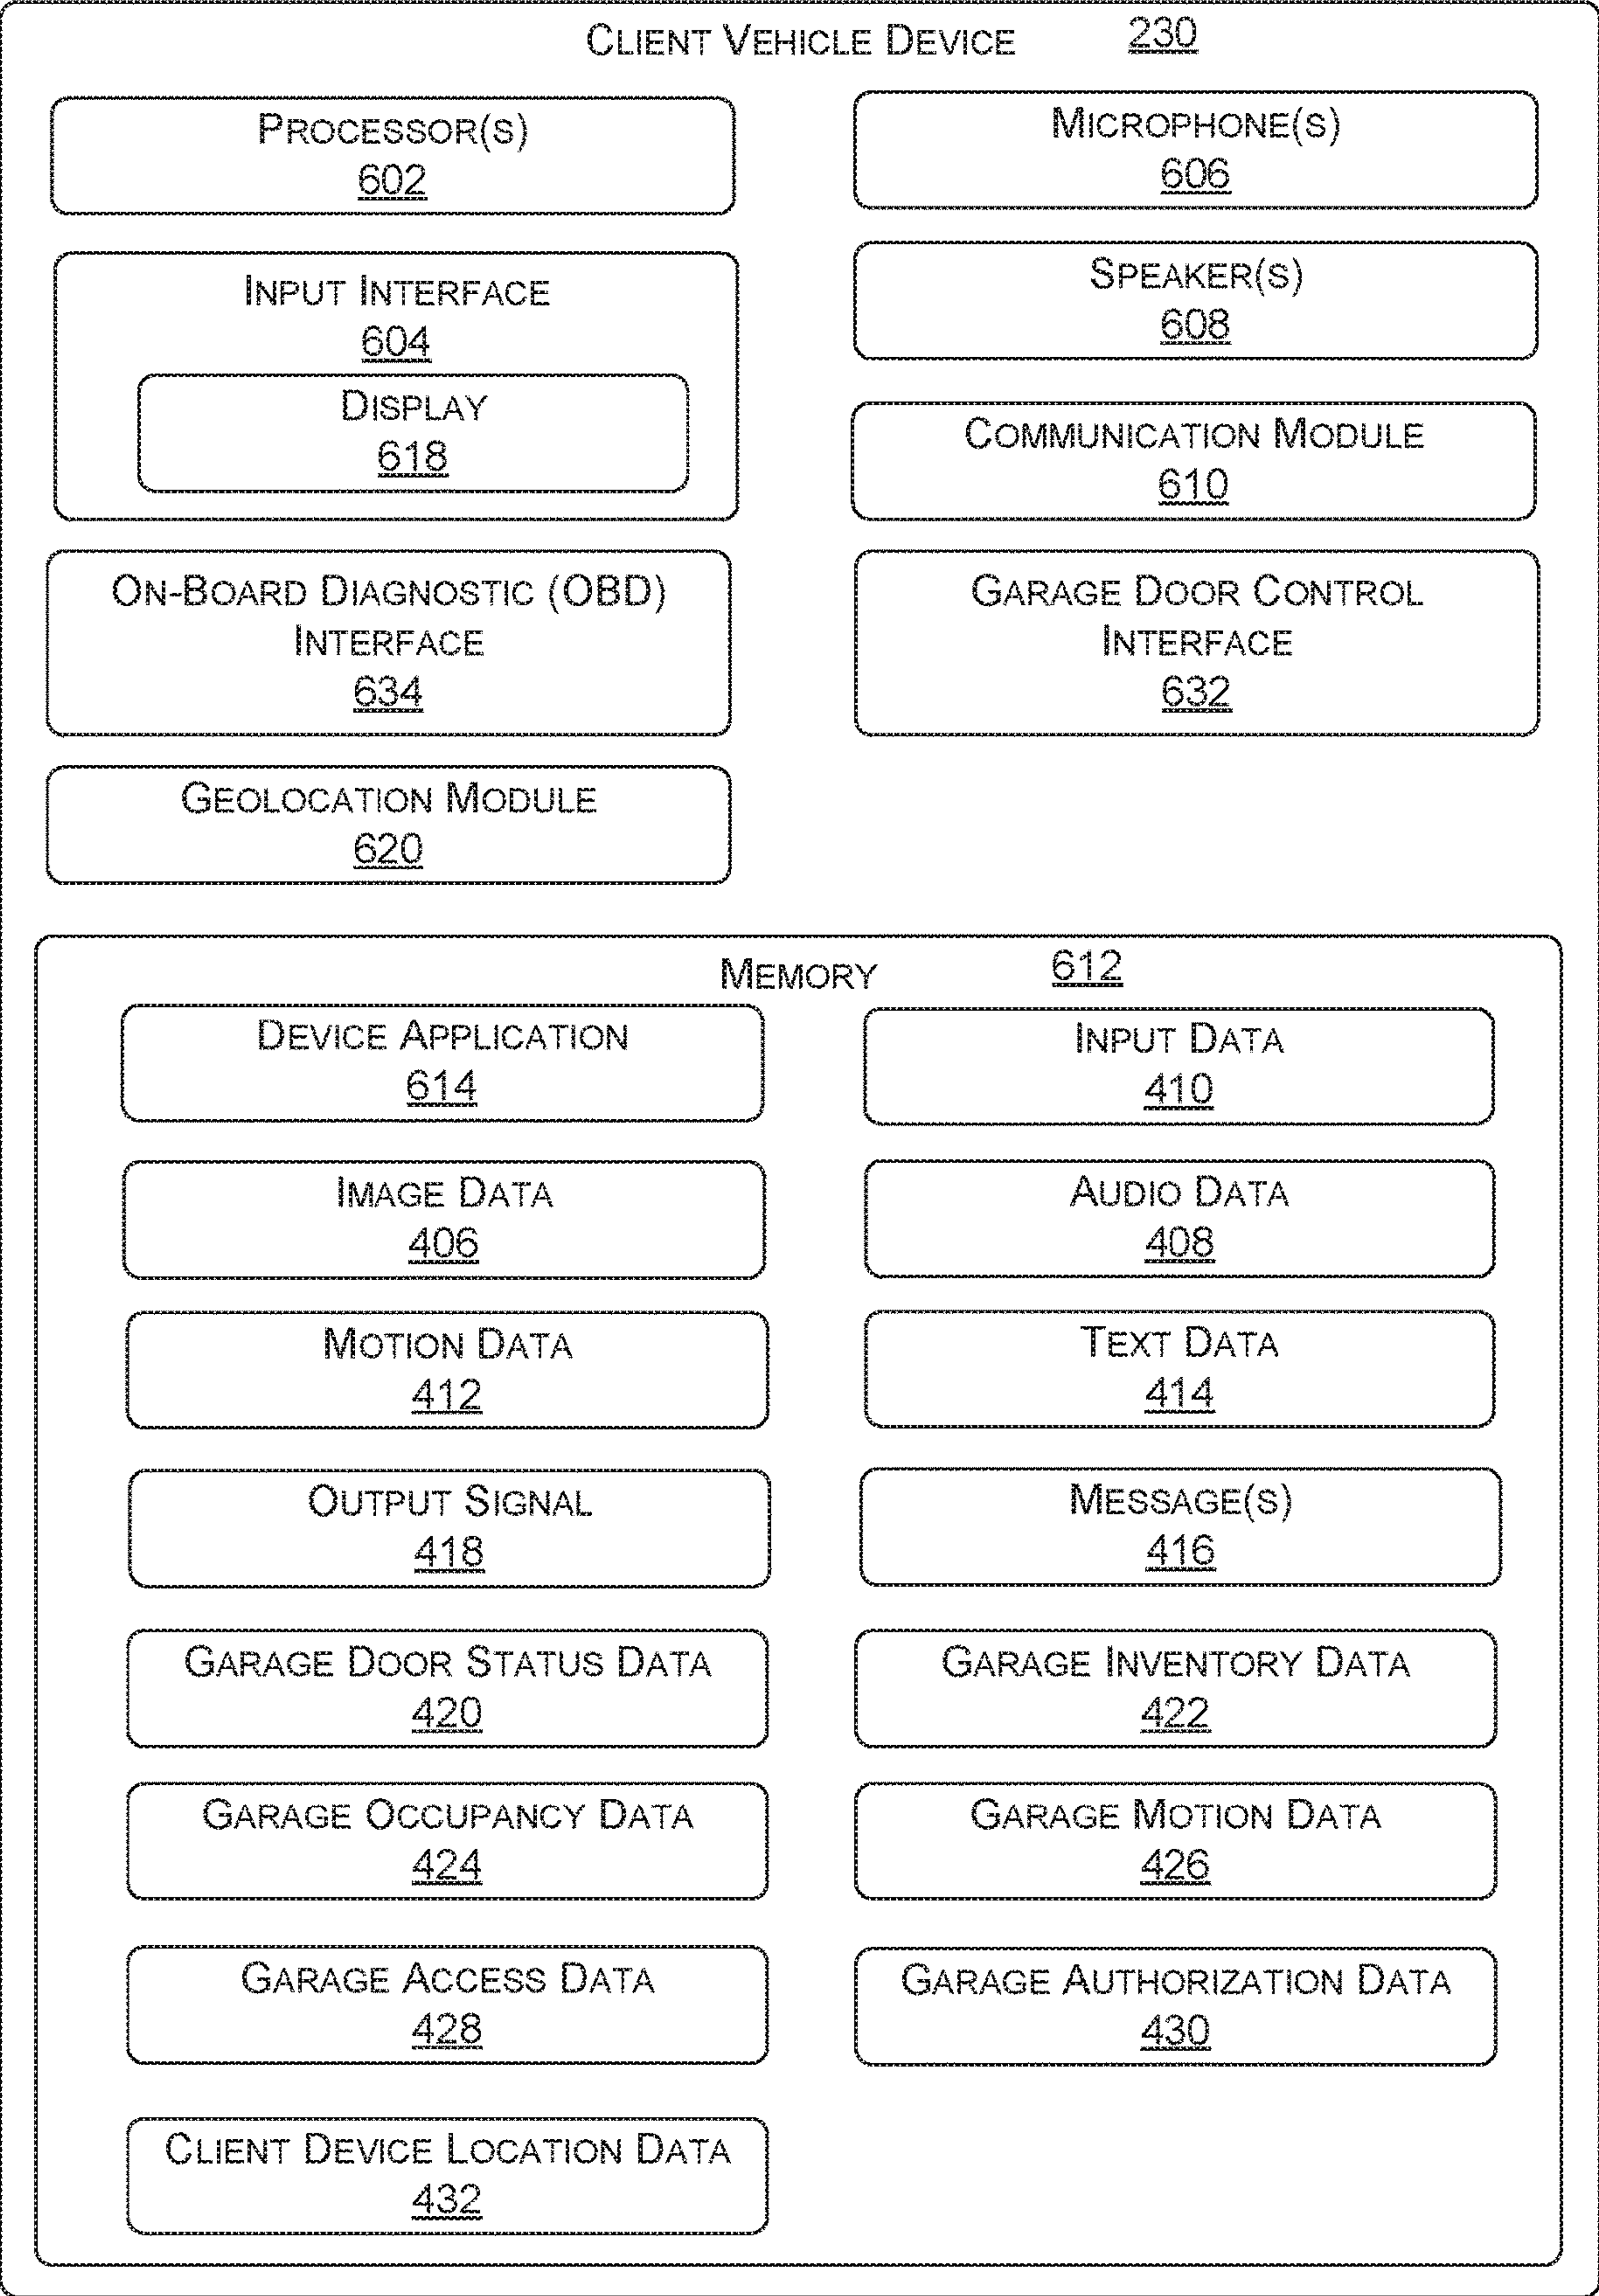 CLIENT VEHICLE DEVICE 230
PROCESSOR(S)
602
MICROPHONE(S)
606
INPUT INTERFACE
604
DISPLAY
618
SPEAKER(S)
608
COMMUNICATION MODULE
610
ON-BOARD DIAGNOSTIC (OBD)
INTERFACE
634
GARAGE DOOR CONTROL
INTERFACE
632
GEOLOCATION MODULE
620
MEMORY 612
DEVICE APPLICATION
614
INPUT DATA
410
IMAGE DATA
406
AUDIO DATA
408
MOTION DATA
412
TEXT DATA
414
OUTPUT SIGNAL
418
MESSAGE(S)
416
GARAGE DOOR STATUS DATA
420
GARAGE INVENTORY DATA
422
GARAGE OCCUPANCY DATA
424
GARAGE MOTION DATA
426
GARAGE ACCESS DATA
428
GARAGE AUTHORIZATION DATA
430
CLIENT DEVICE LOCATION DATA
432